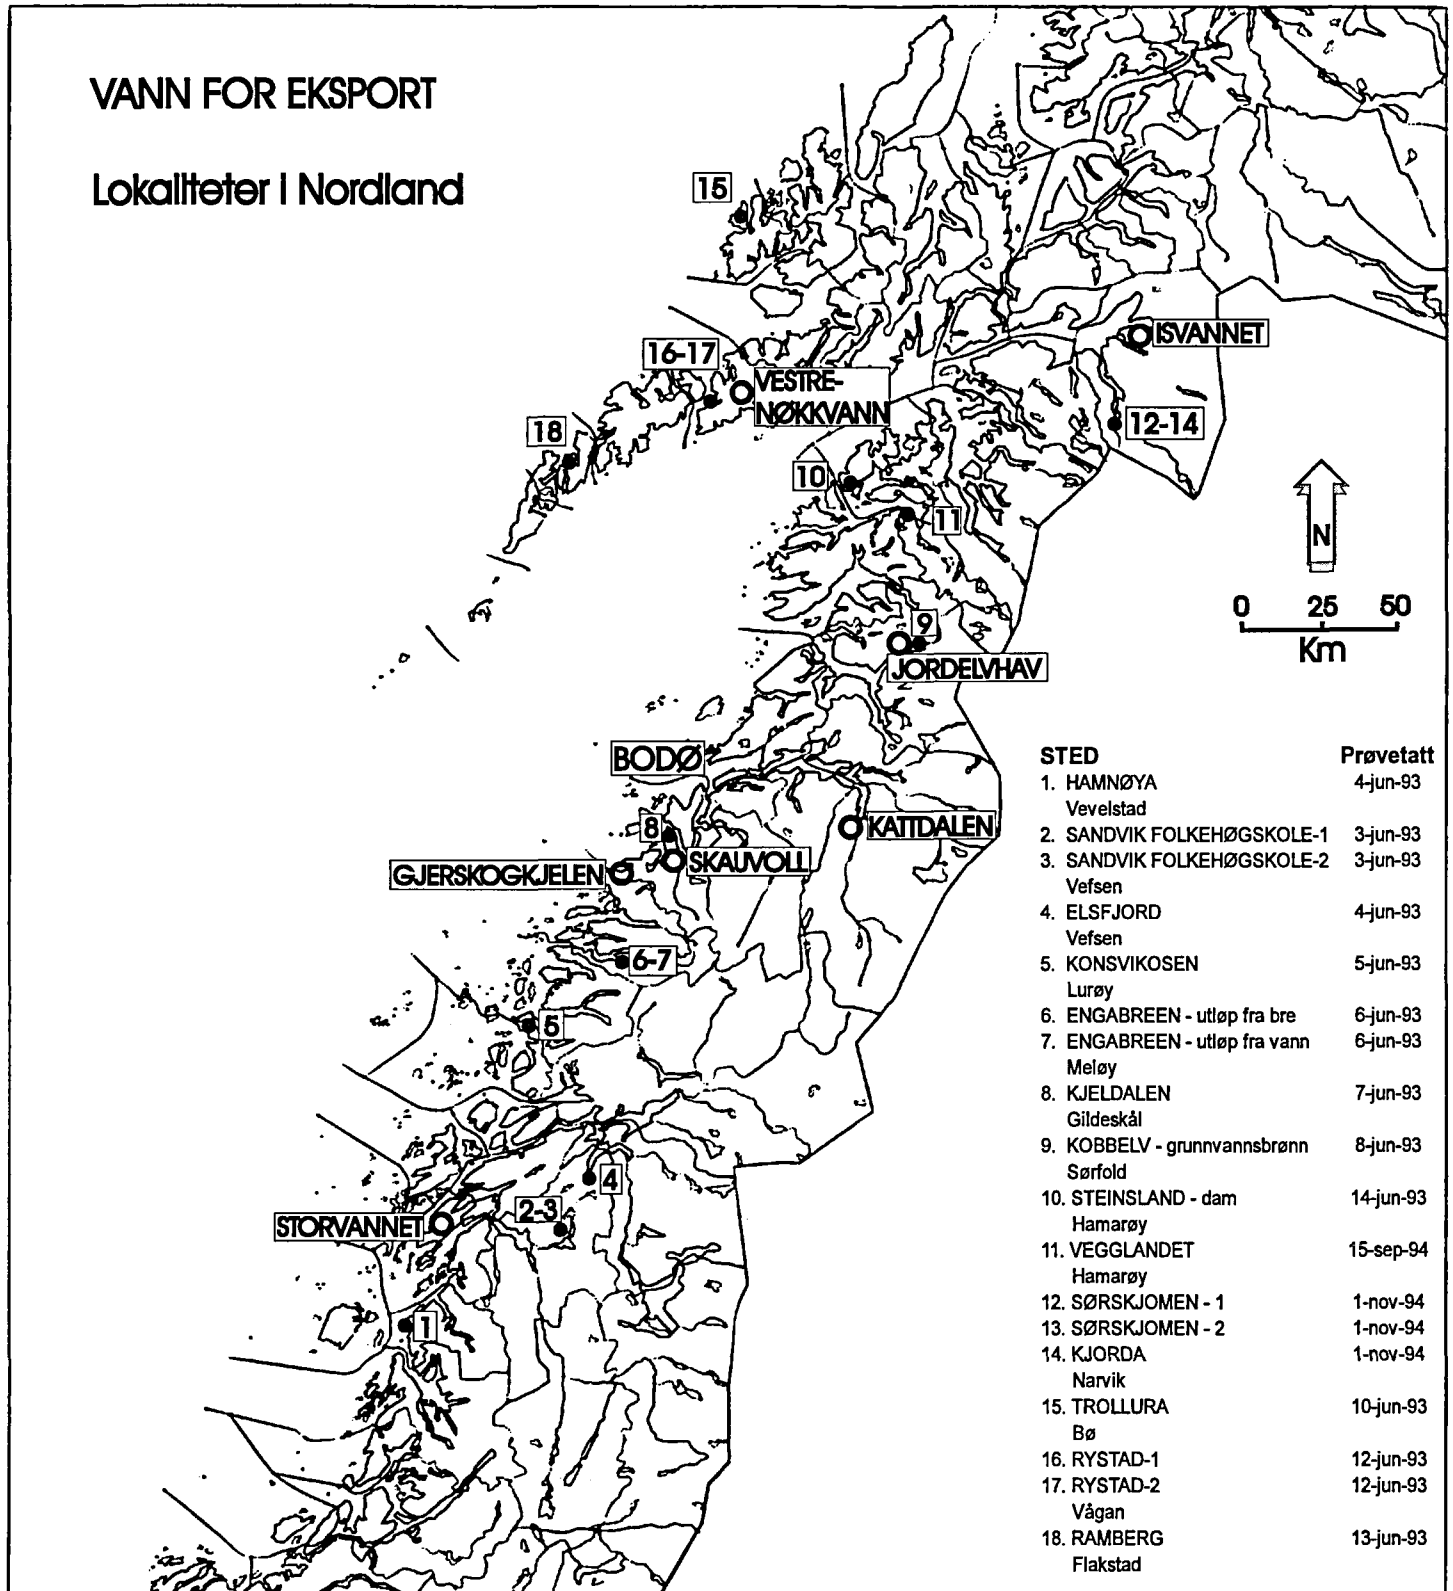 VANN FOR EKSPORT
Lokaliteter i Nordland
15
ISVANNET
16-17
VESTRE-
NØKKVANN
12-14
18
10
11
N
0 25 50
Km
9
JORDELVHAV
BODØ
8
KATTDALEN
SKAUVOLL
GJERSKOGKJELEN
6-7
5
4
2-3
STORVANNET
1
STED Prøvetatt
1. HAMNØYA 4-jun-93
Vevelstad
2. SANDVIK FOLKEHØGSKOLE-1 3-jun-93
3. SANDVIK FOLKEHØGSKOLE-2 3-jun-93
Vefsen
4. ELSFJORD 4-jun-93
Vefsen
5. KONSVIKOSEN 5-jun-93
Lurøy
6. ENGABREEN - utløp fra bre 6-jun-93
7. ENGABREEN - utløp fra vann 6-jun-93
Meløy
8. KJELDALEN 7-jun-93
Gildeskål
9. KOBBELV - grunnvannsbrønn 8-jun-93
Sørfold
10. STEINSLAND - dam 14-jun-93
Hamarøy
11. VEGGLANDET 15-sep-94
Hamarøy
12. SØRSKJOMEN - 1 1-nov-94
13. SØRSKJOMEN - 2 1-nov-94
14. KJORDA 1-nov-94
Narvik
15. TROLLURA 10-jun-93
Bø
16. RYSTAD-1 12-jun-93
17. RYSTAD-2 12-jun-93
Vågan
18. RAMBERG 13-jun-93
Flakstad